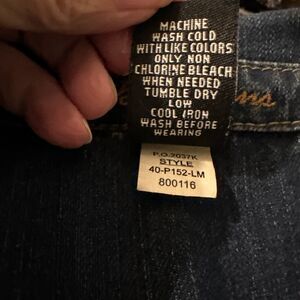 MACHINE
WASH COLD
WITH LIKE COLORS
ONLY NON
CHLORINE BLEACH
WHEN NEEDED
TUMBLE DRY
LOW
COOL IRON
WASH BEFORE
WEARING
P.O-2037K
STYLE
40-P152-LM
800116